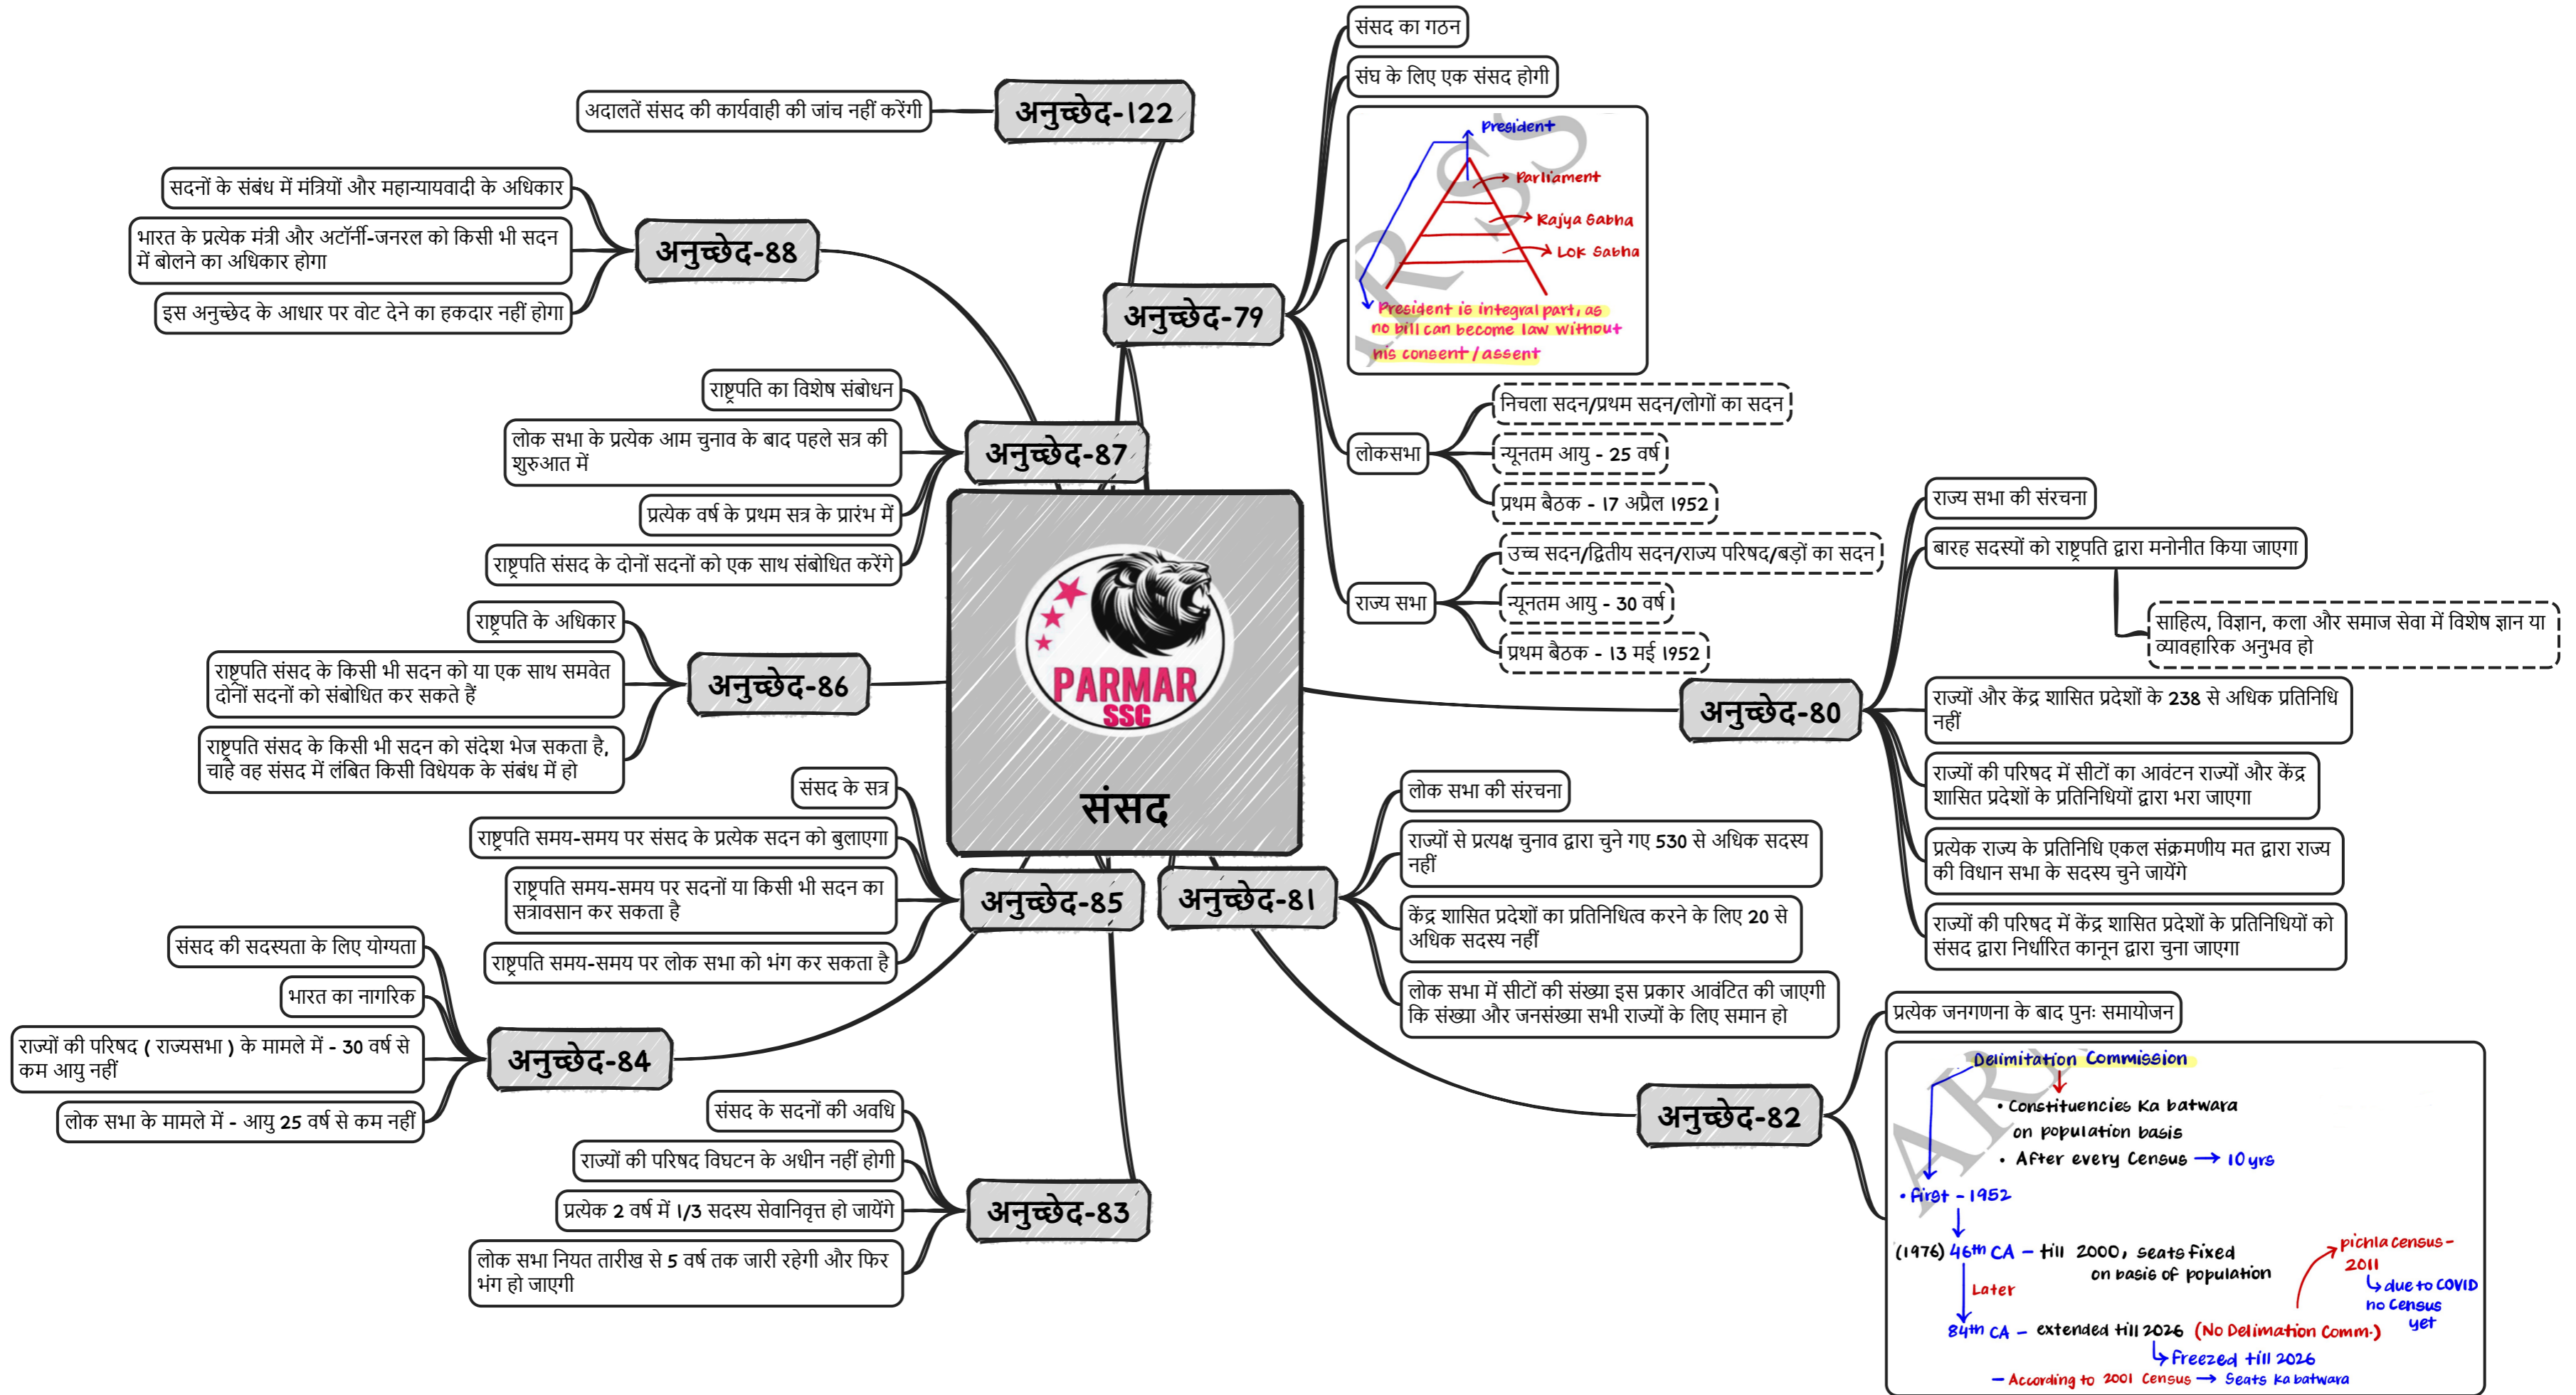 संसद का गठन
संघ के लिए एक संसद होगी
अनुच्छेद-122
अदालतें संसद की कार्यवाही की जांच नहीं करेंगी
President
Parliament
Rajya Sabha
Lok Sabha
President is integral part, as
no bill can become law without
his consent/assent
अनुच्छेद-79
लोकसभा
निचला सदन/प्रथम सदन/लोगों का सदन
न्यूनतम आयु - 25 वर्ष
प्रथम बैठक - 17 अप्रैल 1952
राज्य सभा
उच्च सदन/द्वितीय सदन/राज्य परिषद/बड़ों का सदन
न्यूनतम आयु - 30 वर्ष
प्रथम बैठक - 13 मई 1952
अनुच्छेद-88
सदनों के संबंध में मंत्रियों और महान्यायवादी के अधिकार
भारत के प्रत्येक मंत्री और अटॉर्नी-जनरल को किसी भी सदन
में बोलने का अधिकार होगा
इस अनुच्छेद के आधार पर वोट देने का हकदार नहीं होगा
अनुच्छेद-87
राष्ट्रपति का विशेष संबोधन
लोक सभा के प्रत्येक आम चुनाव के बाद पहले सत्र की
शुरुआत में
प्रत्येक वर्ष के प्रथम सत्र के प्रारंभ में
राष्ट्रपति संसद के दोनों सदनों को एक साथ संबोधित करेंगे
PARMAR
SSC
संसद
अनुच्छेद-86
राष्ट्रपति के अधिकार
राष्ट्रपति संसद के किसी भी सदन को या एक साथ समवेत
दोनों सदनों को संबोधित कर सकते हैं
राष्ट्रपति संसद के किसी भी सदन को संदेश भेज सकता है,
चाहे वह संसद में लंबित किसी विधेयक के संबंध में हो
अनुच्छेद-80
राज्य सभा की संरचना
बारह सदस्यों को राष्ट्रपति द्वारा मनोनीत किया जाएगा
साहित्य, विज्ञान, कला और समाज सेवा में विशेष ज्ञान या
व्यावहारिक अनुभव हो
राज्यों और केंद्र शासित प्रदेशों के 238 से अधिक प्रतिनिधि
नहीं
राज्यों की परिषद में सीटों का आवंटन राज्यों और केंद्र
शासित प्रदेशों के प्रतिनिधियों द्वारा भरा जाएगा
प्रत्येक राज्य के प्रतिनिधि एकल संक्रमणीय मत द्वारा राज्य
की विधान सभा के सदस्य चुने जायेंगे
राज्यों की परिषद में केंद्र शासित प्रदेशों के प्रतिनिधियों को
संसद द्वारा निर्धारित कानून द्वारा चुना जाएगा
अनुच्छेद-85
संसद के सत्र
राष्ट्रपति समय-समय पर संसद के प्रत्येक सदन को बुलाएगा
राष्ट्रपति समय-समय पर सदनों या किसी भी सदन का
सत्रावसान कर सकता है
राष्ट्रपति समय-समय पर लोक सभा को भंग कर सकता है
अनुच्छेद-81
लोक सभा की संरचना
राज्यों से प्रत्यक्ष चुनाव द्वारा चुने गए 530 से अधिक सदस्य
नहीं
केंद्र शासित प्रदेशों का प्रतिनिधित्व करने के लिए 20 से
अधिक सदस्य नहीं
लोक सभा में सीटों की संख्या इस प्रकार आवंटित की जाएगी
कि संख्या और जनसंख्या सभी राज्यों के लिए समान हो
अनुच्छेद-84
संसद की सदस्यता के लिए योग्यता
भारत का नागरिक
राज्यों की परिषद ( राज्यसभा ) के मामले में - 30 वर्ष से
कम आयु नहीं
लोक सभा के मामले में - आयु 25 वर्ष से कम नहीं
अनुच्छेद-83
संसद के सदनों की अवधि
राज्यों की परिषद विघटन के अधीन नहीं होगी
प्रत्येक 2 वर्ष में 1/3 सदस्य सेवानिवृत्त हो जायेंगे
लोक सभा नियत तारीख से 5 वर्ष तक जारी रहेगी और फिर
भंग हो जाएगी
अनुच्छेद-82
प्रत्येक जनगणना के बाद पुनः समायोजन
Delimitation Commission
• Constituencies Ka batwara
on population basis
• After every Census → 10 yrs
• First - 1952
(1976) 46th CA - till 2000, seats fixed
on basis of population
Later
84th CA - extended till 2026 (No Delimation Comm.)
pichla census-
2011
due to COVID
no Census
yet
Freezed till 2026
- According to 2001 Census → Seats Ka batwara